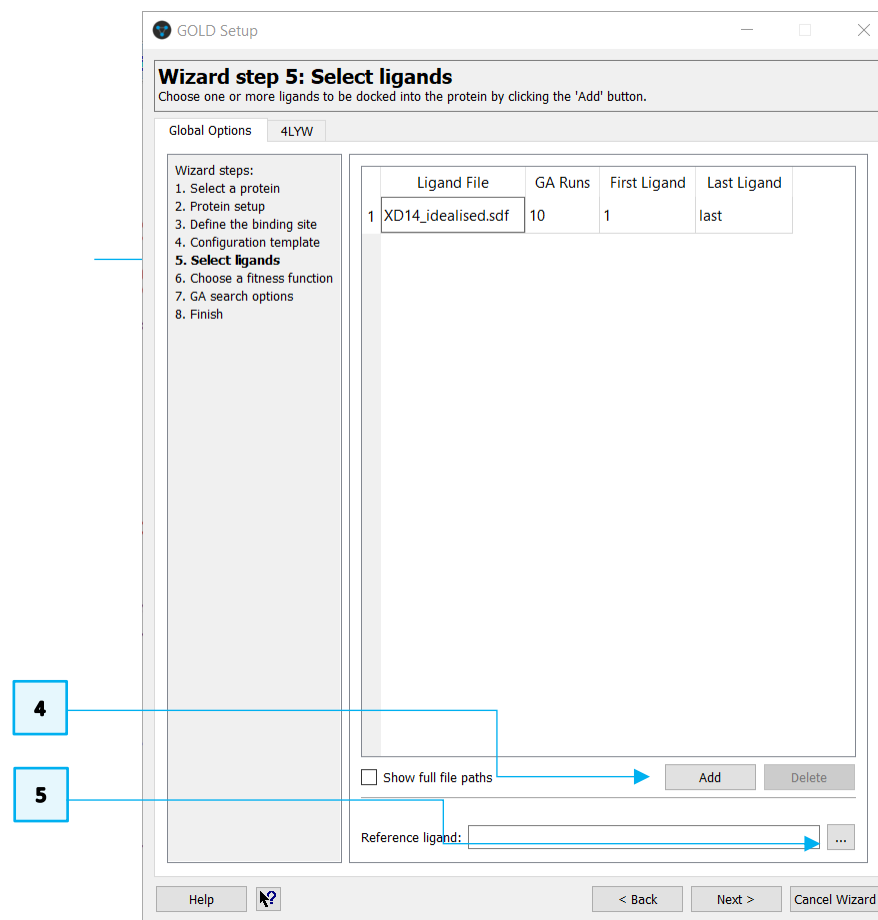 GOLD Setup
Wizard step 5: Select ligands
Choose one or more ligands to be docked into the protein by clicking the 'Add' button.
Global Options
4LYW
Wizard steps:
1. Select a protein
2. Protein setup
3. Define the binding site
4. Configuration template
5. Select ligands
6. Choose a fitness function
7. GA search options
8. Finish
Ligand File GA Runs First Ligand Last Ligand
1 XD14_idealised.sdf 10 1 last
4
Show full file paths
Add
Delete
5
Reference ligand:
...
Help
?
< Back
Next >
Cancel Wizard